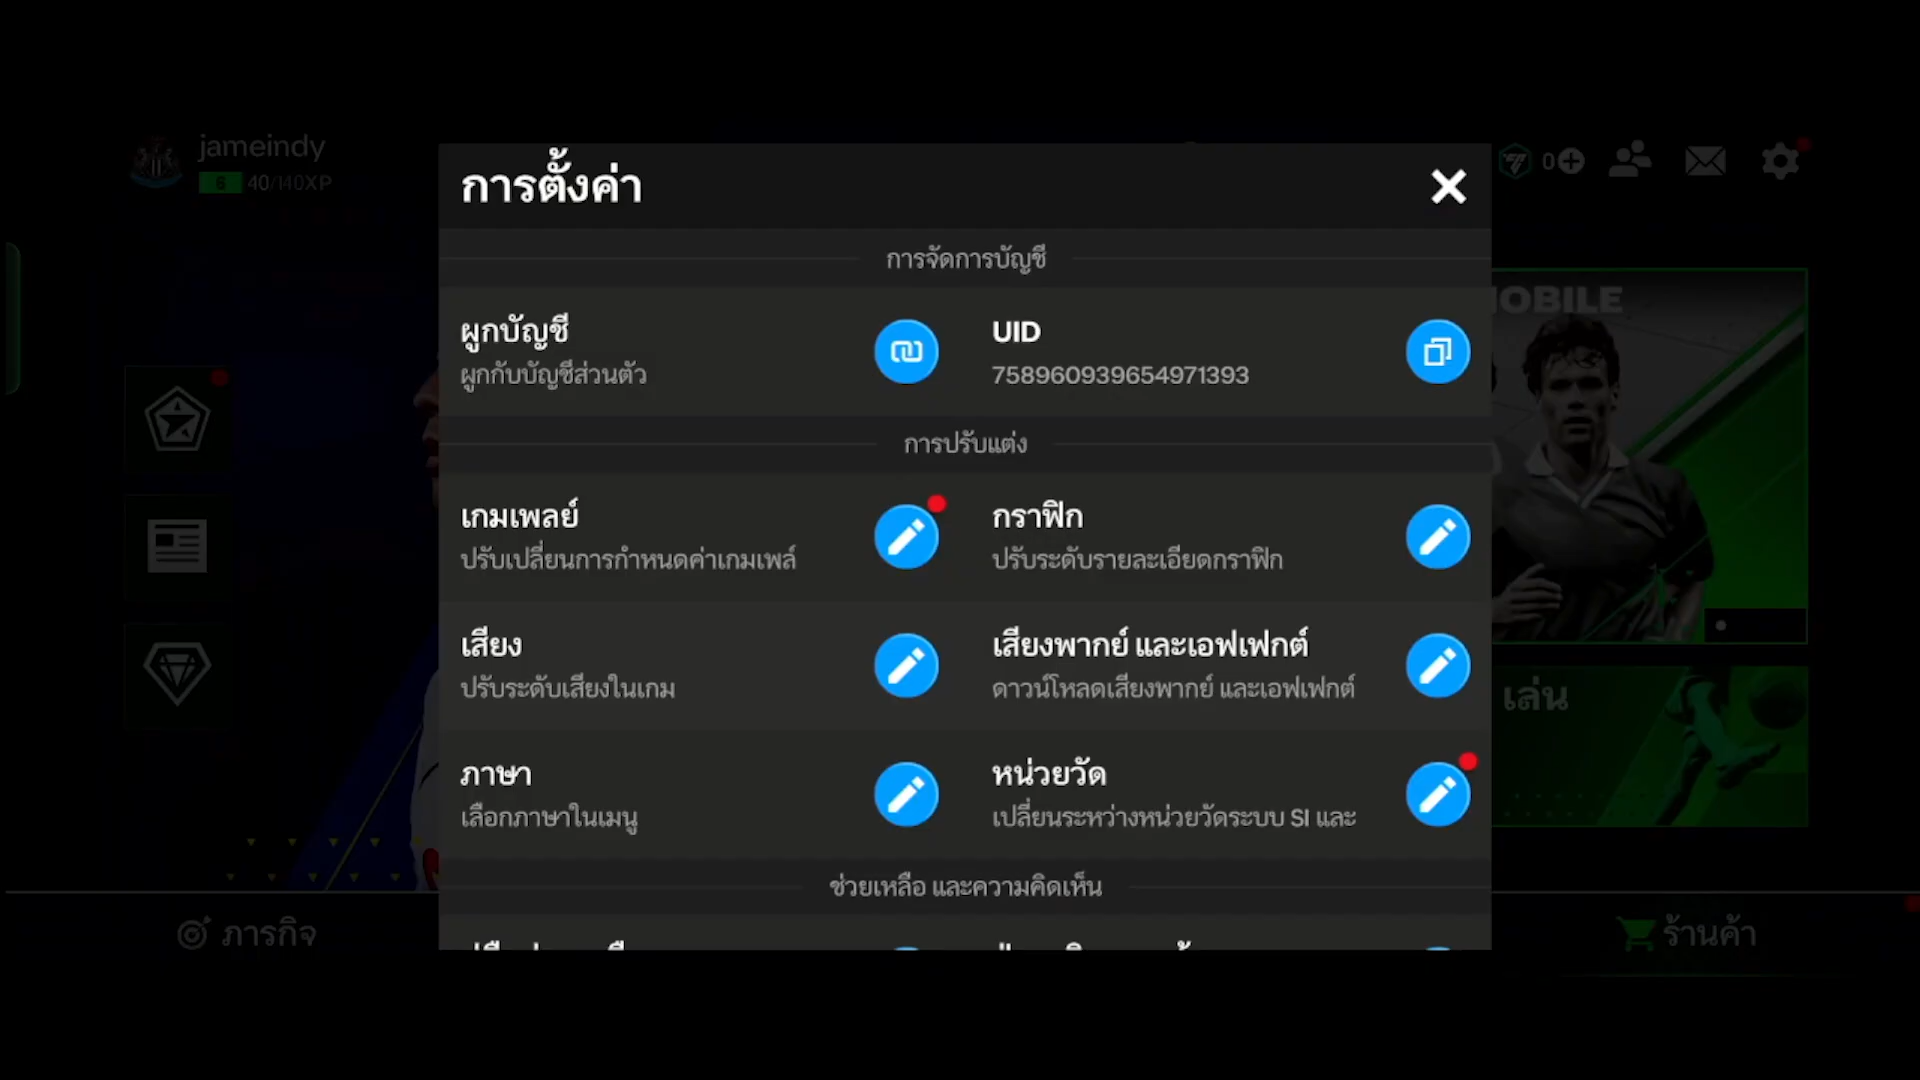 jameindy
6 40/140XP
0
การตั้งค่า
การจัดการบัญชี
ผูกบัญชี
ผูกกับบัญชีส่วนตัว
UID
758960939654971393
การปรับแต่ง
เกมเพลย์
ปรับเปลี่ยนการกำหนดค่าเกมเพล์
กราฟิก
ปรับระดับรายละเอียดกราฟิก
เสียง
ปรับระดับเสียงในเกม
เสียงพากย์ และเอฟเฟกต์
ดาวน์โหลดเสียงพากย์ และเอฟเฟกต์
ภาษา
เลือกภาษาในเมนู
หน่วยวัด
เปลี่ยนระหว่างหน่วยวัดระบบ SI และ
ช่วยเหลือ และความคิดเห็น
MOBILE
เล่น
ภารกิจ
ร้านค้า